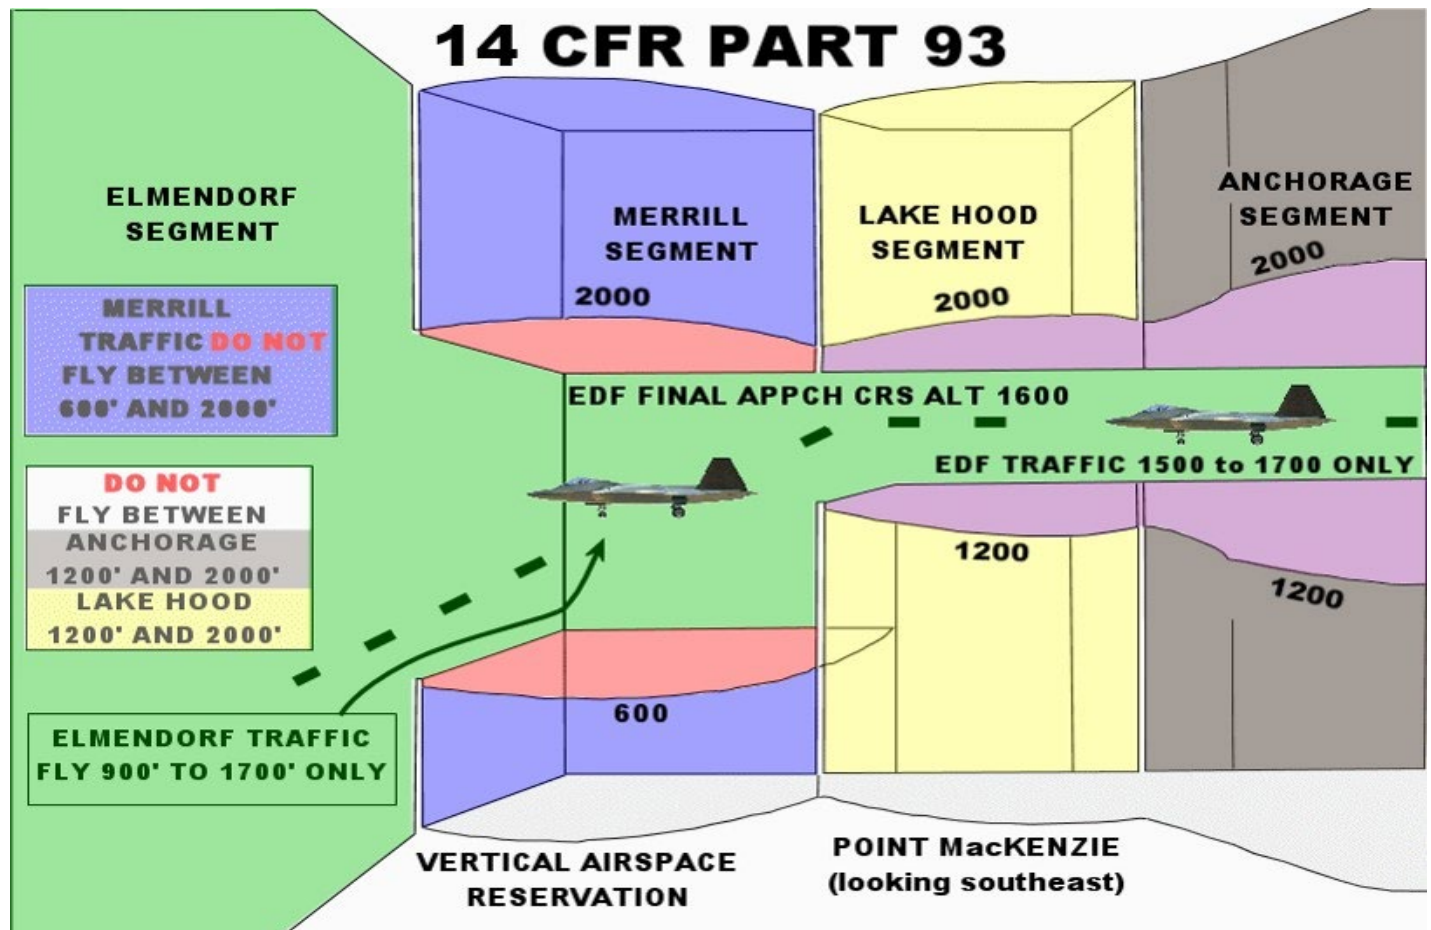 14 CFR PART 93
ELMENDORF
SEGMENT
MERRILL
SEGMENT
2000
LAKE HOOD
SEGMENT
2000
ANCHORAGE
SEGMENT
2000
MERRILL
TRAFFIC DO NOT
FLY BETWEEN
600' AND 2000'
EDF FINAL APPCH CRS ALT 1600
EDF TRAFFIC 1500 to 1700 ONLY
DO NOT
FLY BETWEEN
ANCHORAGE
1200' AND 2000'
LAKE HOOD
1200' AND 2000'
1200
1200
600
ELMENDORF TRAFFIC
FLY 900' TO 1700' ONLY
VERTICAL AIRSPACE
RESERVATION
POINT MacKENZIE
(looking southeast)